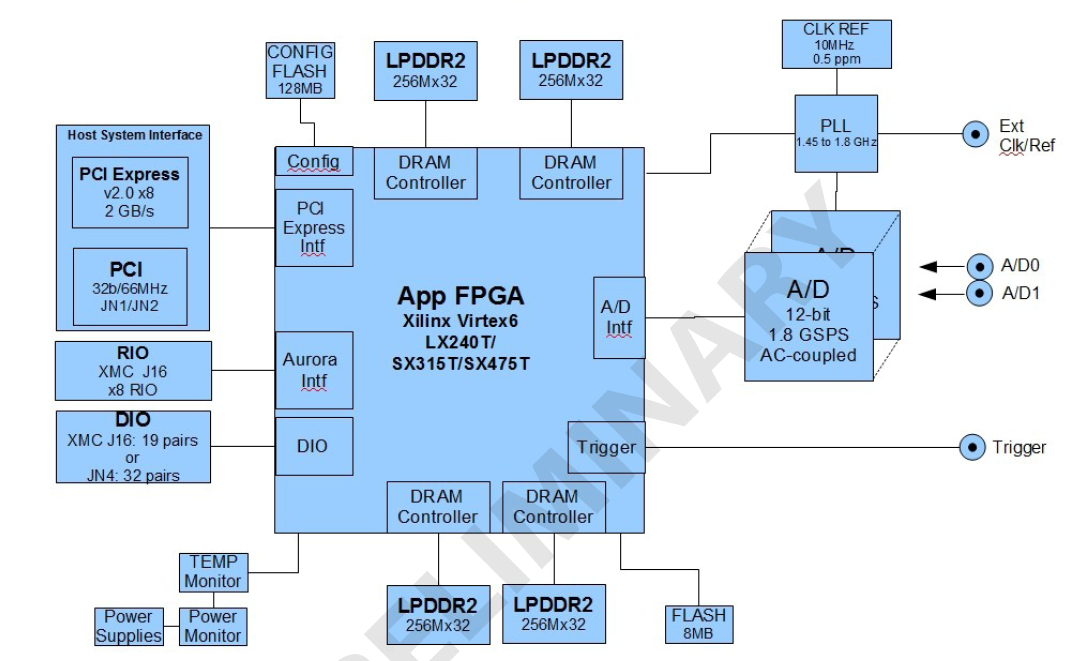 CONFIG
FLASH
128MB
LPDDR2
256Mx32
LPDDR2
256Mx32
CLK REF
10MHz
0.5 ppm
Host System Interface
PCI Express
v2.0 x8
2 GB/s
PCI
32b/66MHz
JN1/JN2
RIO
XMC J16
x8 RIO
DIO
XMC J16: 19 pairs
or
JN4: 32 pairs
Config
PCI
Express
Intf
Aurora
Intf
DIO
DRAM
Controller
DRAM
Controller
App FPGA
Xilinx Virtex6
LX240T/
SX315T/SX475T
A/D
Intf
Trigger
DRAM
Controller
DRAM
Controller
PLL
1.45 to 1.8 GHz
Ext
Clk/Ref
A/D
S
A/D
12-bit
1.8 GSPS
AC-coupled
A/D0
A/D1
Trigger
TEMP
Monitor
Power
Supplies
Power
Monitor
LPDDR2
256Mx32
LPDDR2
256Mx32
FLASH
8MB
PRELIMINARY